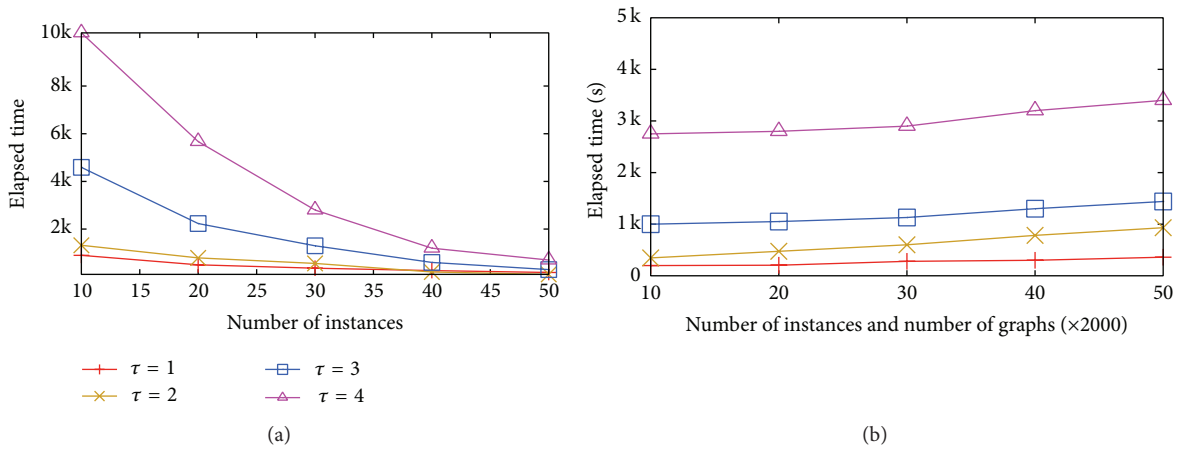 10k
8k
6k
4k
2k
Elapsed time
10 15 20 25 30 35 40 45 50
Number of instances
τ = 1
τ = 2
τ = 3
τ = 4
(a)
5 k
4 k
3 k
2 k
1 k
0
Elapsed time (s)
10 20 30 40 50
Number of instances and number of graphs (×2000)
(b)